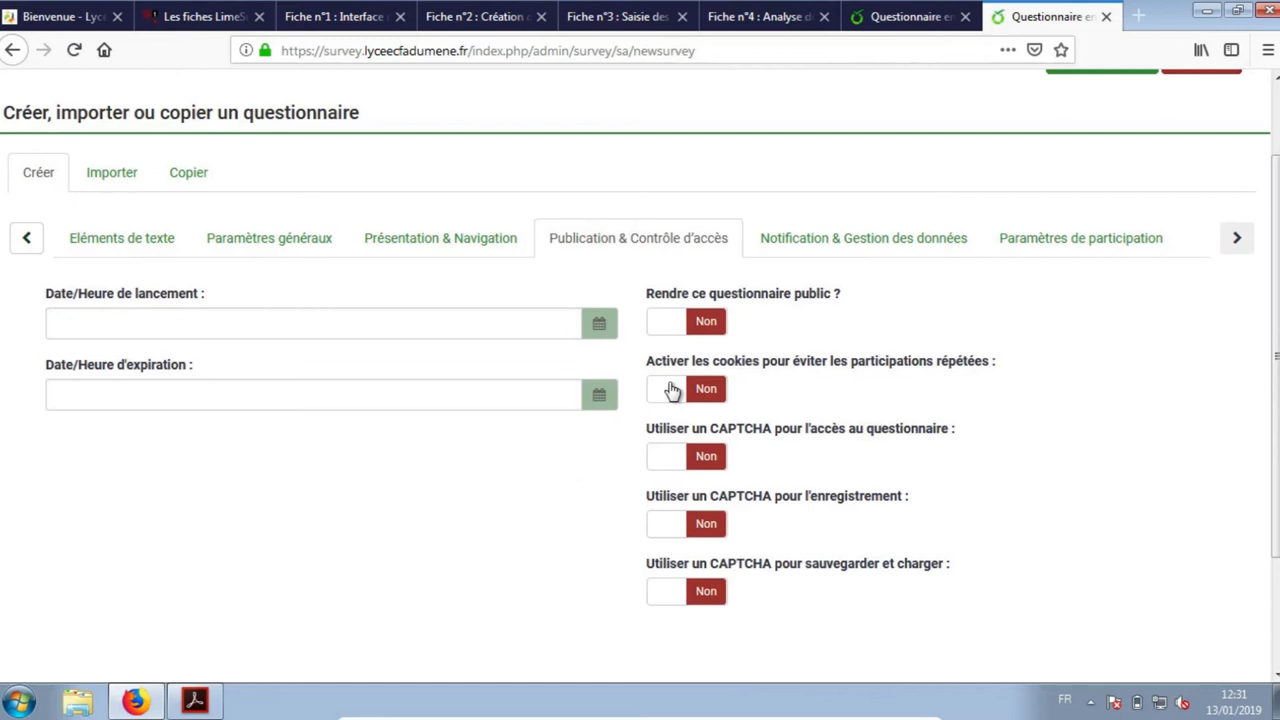 Bienvenue - Lyc
Les fiches LimeS
Fiche n°1 : Interface
Fiche n°2 : Création
Fiche n°3 : Saisie des
Fiche n°4 : Analyse d
Questionnaire e
Questionnaire e
https://survey.lyceecfadumene.fr/index.php/admin/survey/sa/newsurvey
Créer, importer ou copier un questionnaire
Créer
Importer
Copier
Eléments de texte
Paramètres généraux
Présentation & Navigation
Publication & Contrôle d'accès
Notification & Gestion des données
Paramètres de participation
Date/Heure de lancement :
Rendre ce questionnaire public ?
Non
Date/Heure d'expiration :
Activer les cookies pour éviter les participations répétées :
Non
Utiliser un CAPTCHA pour l'accès au questionnaire :
Non
Utiliser un CAPTCHA pour l'enregistrement :
Non
Utiliser un CAPTCHA pour sauvegarder et charger :
Non
FR
12:31
13/01/2019